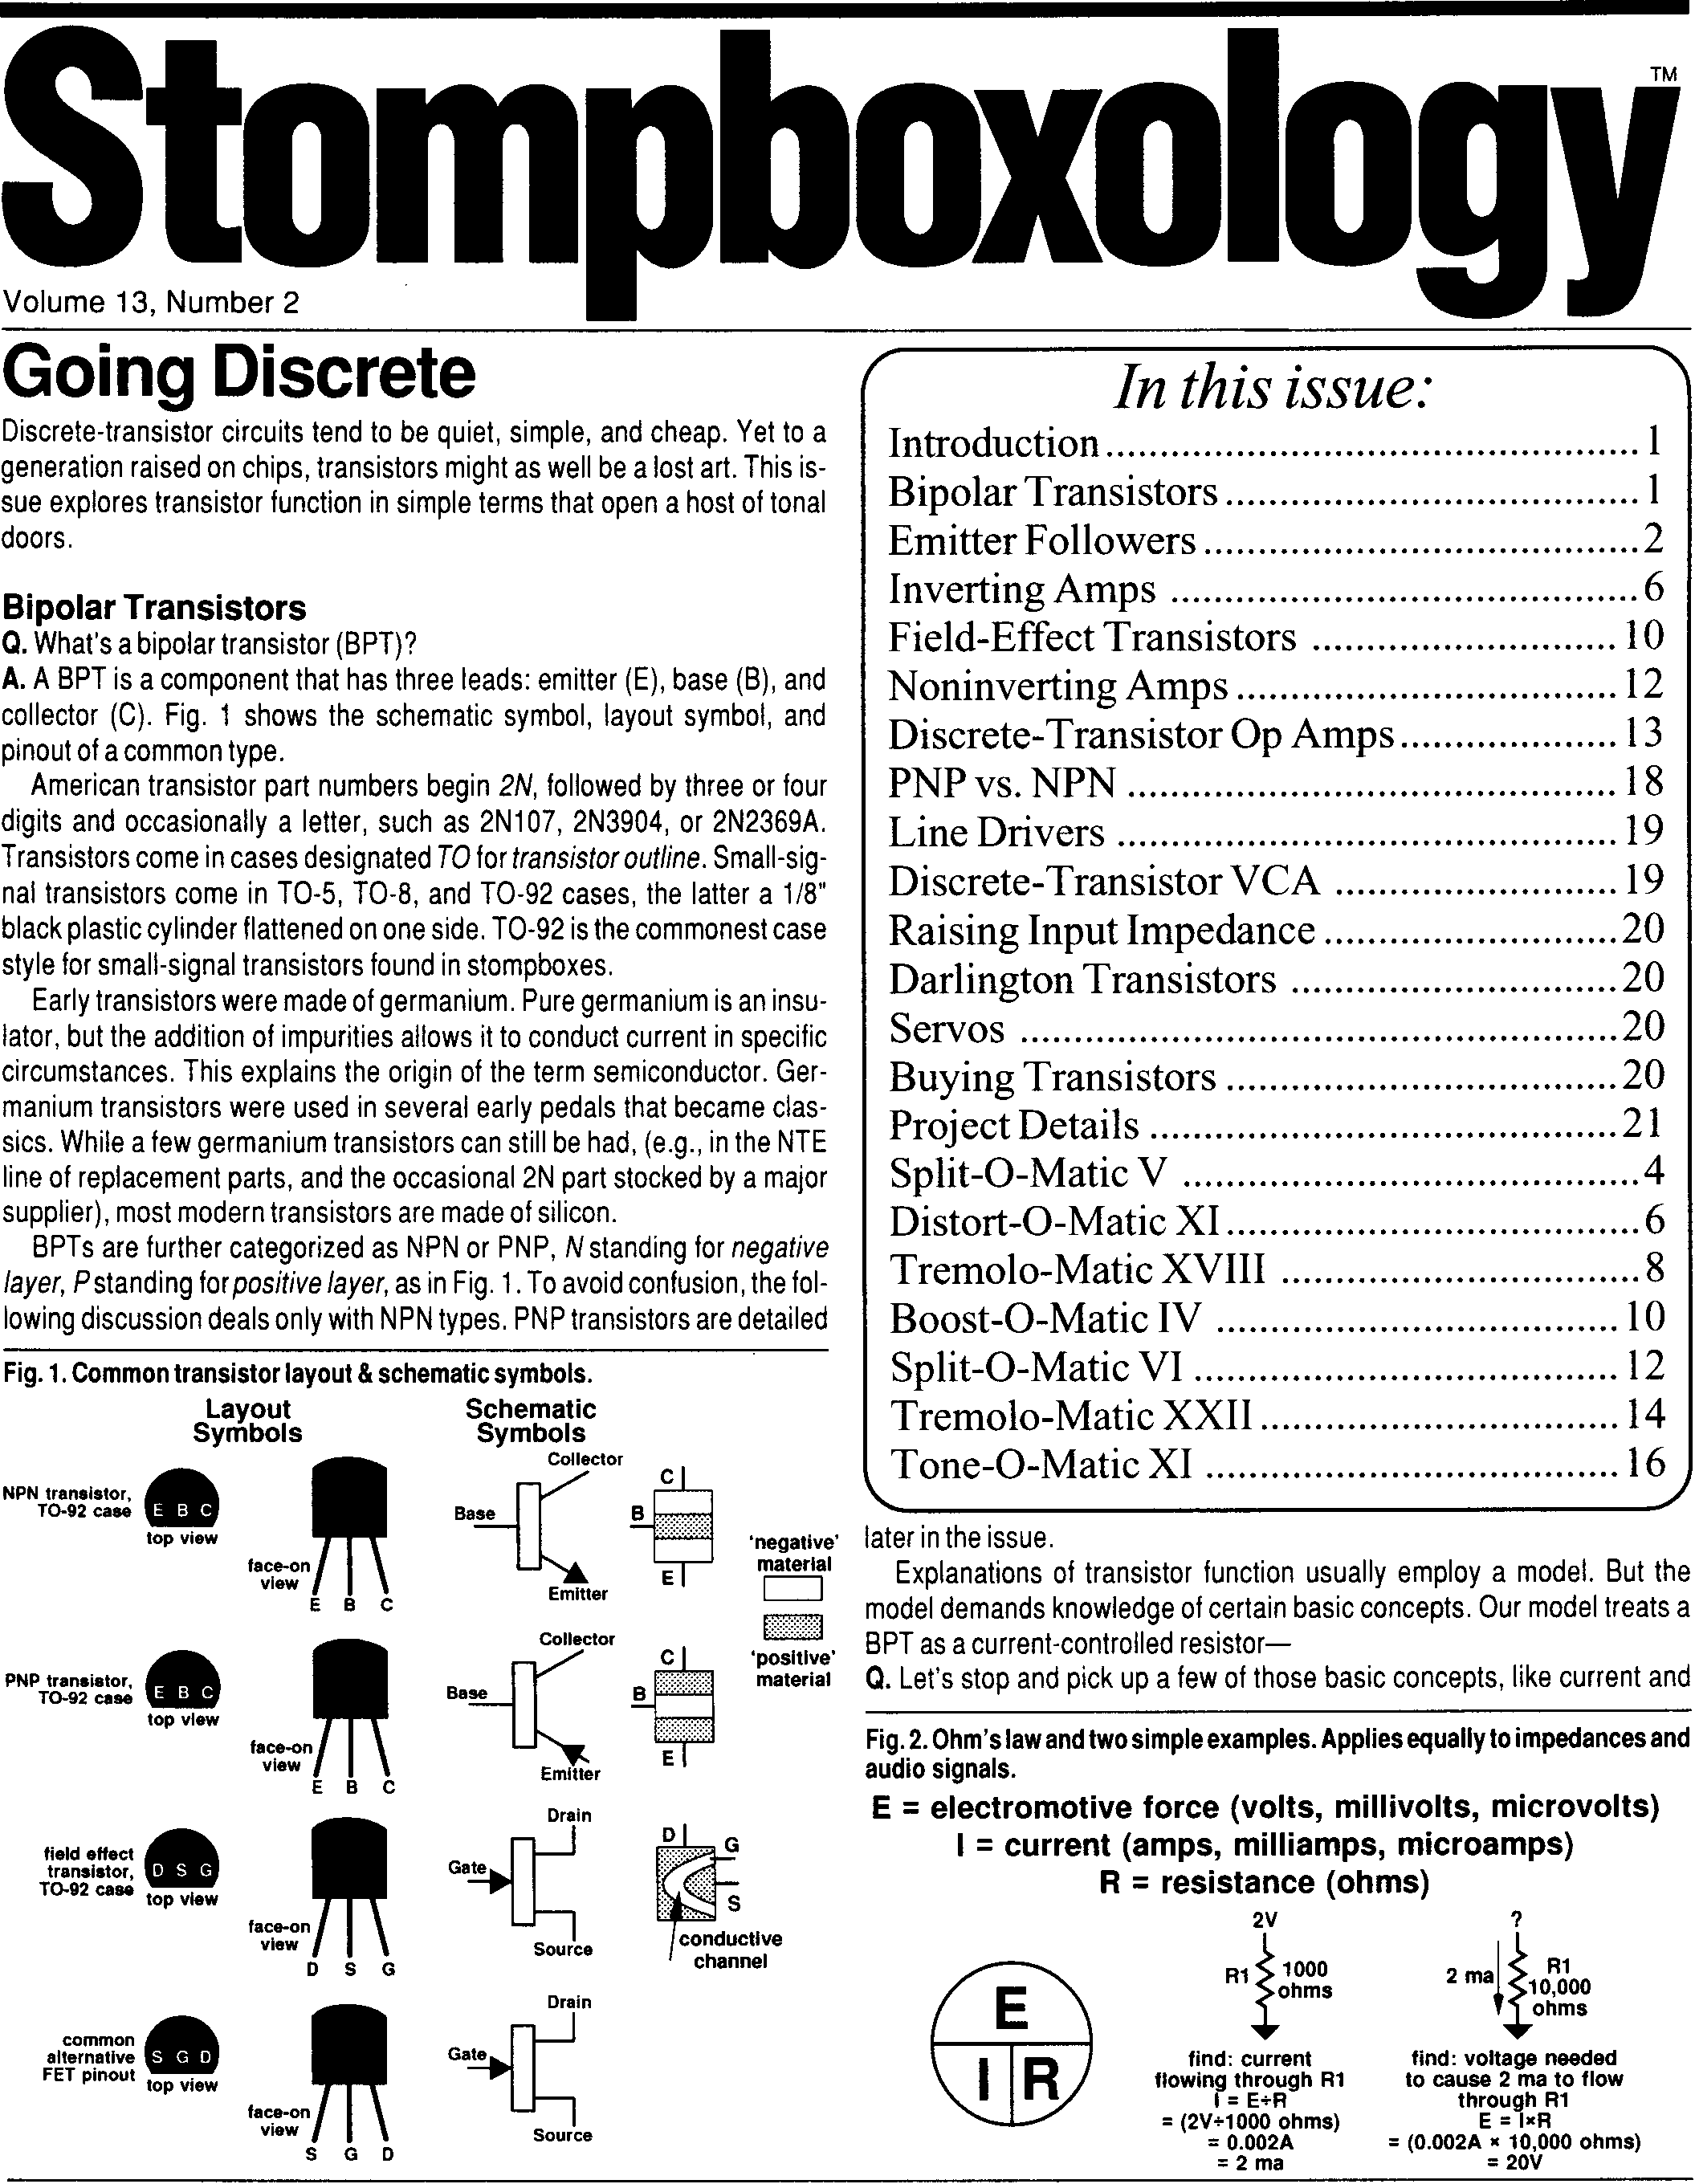 Stompboxology™
Volume 13, Number 2
Going Discrete
Discrete-transistor circuits tend to be quiet, simple, and cheap. Yet to a
generation raised on chips, transistors might as well be a lost art. This is-
sue explores transistor function in simple terms that open a host of tonal
doors.
Bipolar Transistors
Q. What's a bipolar transistor (BPT)?
A. A BPT is a component that has three leads: emitter (E), base (B), and
collector (C). Fig. 1 shows the schematic symbol, layout symbol, and
pinout of a common type.
American transistor part numbers begin 2N, followed by three or four
digits and occasionally a letter, such as 2N107, 2N3904, or 2N2369A.
Transistors come in cases designated TO for transistor outline. Small-sig-
nal transistors come in TO-5, TO-8, and TO-92 cases, the latter a 1/8"
black plastic cylinder flattened on one side. TO-92 is the commonest case
style for small-signal transistors found in stompboxes.
Early transistors were made of germanium. Pure germanium is an insu-
lator, but the addition of impurities allows it to conduct current in specific
circumstances. This explains the origin of the term semiconductor. Ger-
manium transistors were used in several early pedals that became clas-
sics. While a few germanium transistors can still be had, (e.g., in the NTE
line of replacement parts, and the occasional 2N part stocked by a major
supplier), most modern transistors are made of silicon.
BPTs are further categorized as NPN or PNP, N standing for negative
layer, P standing for positive layer, as in Fig. 1. To avoid confusion, the fol-
lowing discussion deals only with NPN types. PNP transistors are detailed
Fig. 1. Common transistor layout & schematic symbols.
Layout
Symbols
Schematic
Symbols
NPN transistor,
TO-92 case
E B C
top view
face-on
view
E B C
Collector
Base
Emitter
C
B
E
'negative'
material
'positive'
material
PNP transistor,
TO-92 case
E B C
top view
face-on
view
E B C
Collector
Base
Emitter
C
B
E
field effect
transistor,
TO-92 case
D S G
top view
face-on
view
D S G
Drain
Gate
Source
D
G
S
conductive
channel
common
alternative
FET pinout
S G D
top view
face-on
view
S G D
Drain
Gate
Source
In this issue:
Introduction ........ 1
Bipolar Transistors ........ 1
Emitter Followers ........ 2
Inverting Amps ........ 6
Field-Effect Transistors ........ 10
Noninverting Amps ........ 12
Discrete-Transistor Op Amps ........ 13
PNP vs. NPN ........ 18
Line Drivers ........ 19
Discrete-Transistor VCA ........ 19
Raising Input Impedance ........ 20
Darlington Transistors ........ 20
Servos ........ 20
Buying Transistors ........ 20
Project Details ........ 21
Split-O-Matic V ........ 4
Distort-O-Matic XI ........ 6
Tremolo-Matic XVIII ........ 8
Boost-O-Matic IV ........ 10
Split-O-Matic VI ........ 12
Tremolo-Matic XXII ........ 14
Tone-O-Matic XI ........ 16
later in the issue.
Explanations of transistor function usually employ a model. But the
model demands knowledge of certain basic concepts. Our model treats a
BPT as a current-controlled resistor—
Q. Let's stop and pick up a few of those basic concepts, like current and
Fig. 2. Ohm's law and two simple examples. Applies equally to impedances and
audio signals.
E = electromotive force (volts, millivolts, microvolts)
I = current (amps, milliamps, microamps)
R = resistance (ohms)
E
I R
2V
R1 1000
ohms
find: current
flowing through R1
I = E÷R
= (2V÷1000 ohms)
= 0.002A
= 2 ma
?
2 ma
R1
10,000
ohms
find: voltage needed
to cause 2 ma to flow
through R1
E = I×R
= (0.002A × 10,000 ohms)
= 20V